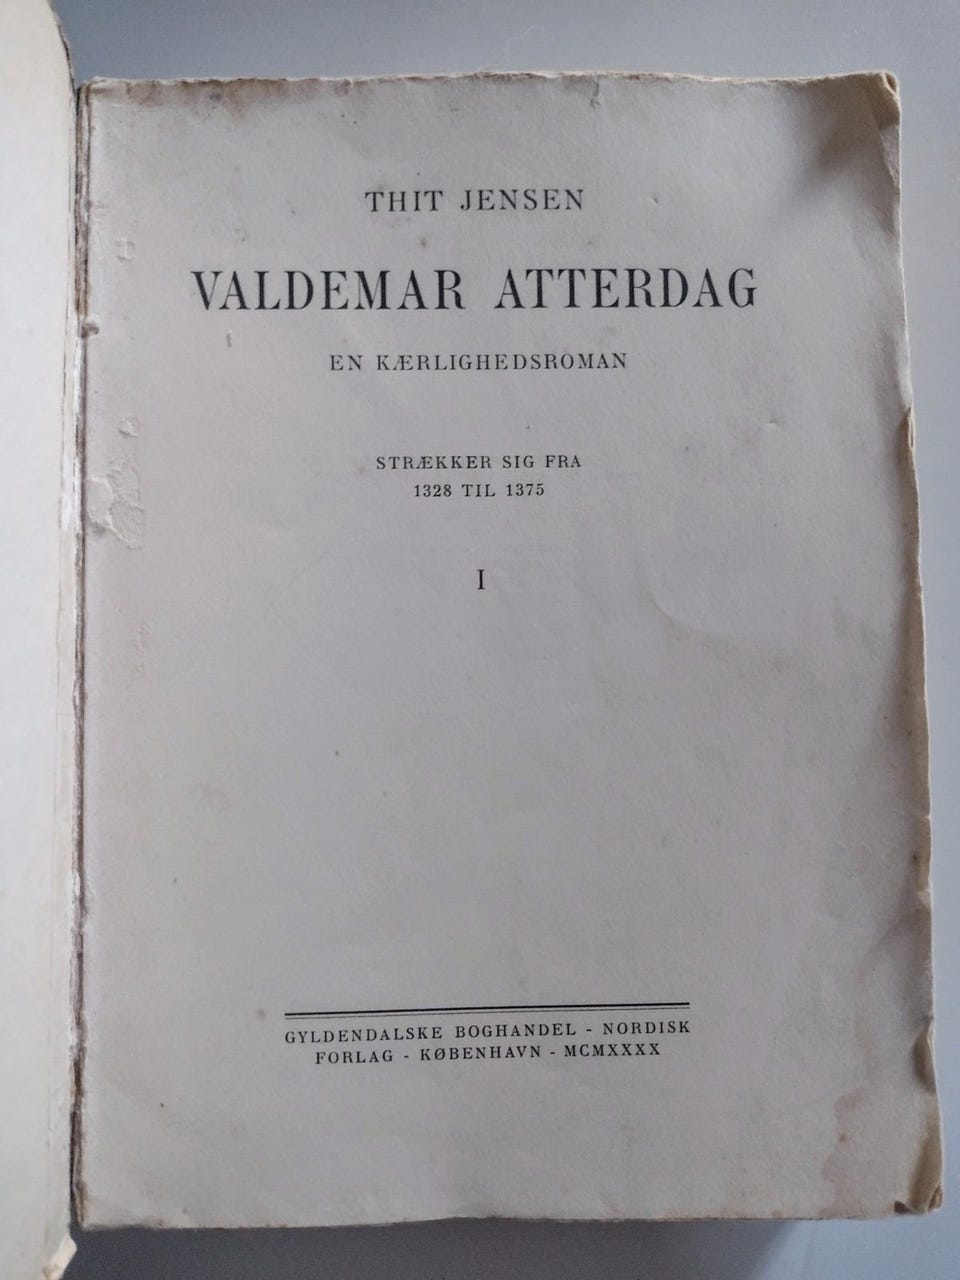 THIT JENSEN
VALDEMAR ATTERDAG
EN KÆRLIGHEDSROMAN
STRÆKKER SIG FRA
1328 TIL 1375
I
GYLDENDALSKE BOGHANDEL - NORDISK
FORLAG - KØBENHAVN - MCMXXXX